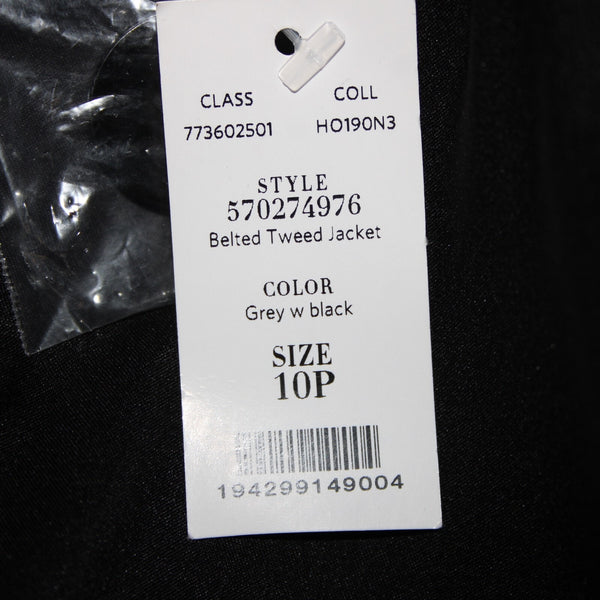 CLASS COLL
773602501 HO190N3
STYLE
570274976
Belted Tweed Jacket
COLOR
Grey w black
SIZE
10P
194299149004